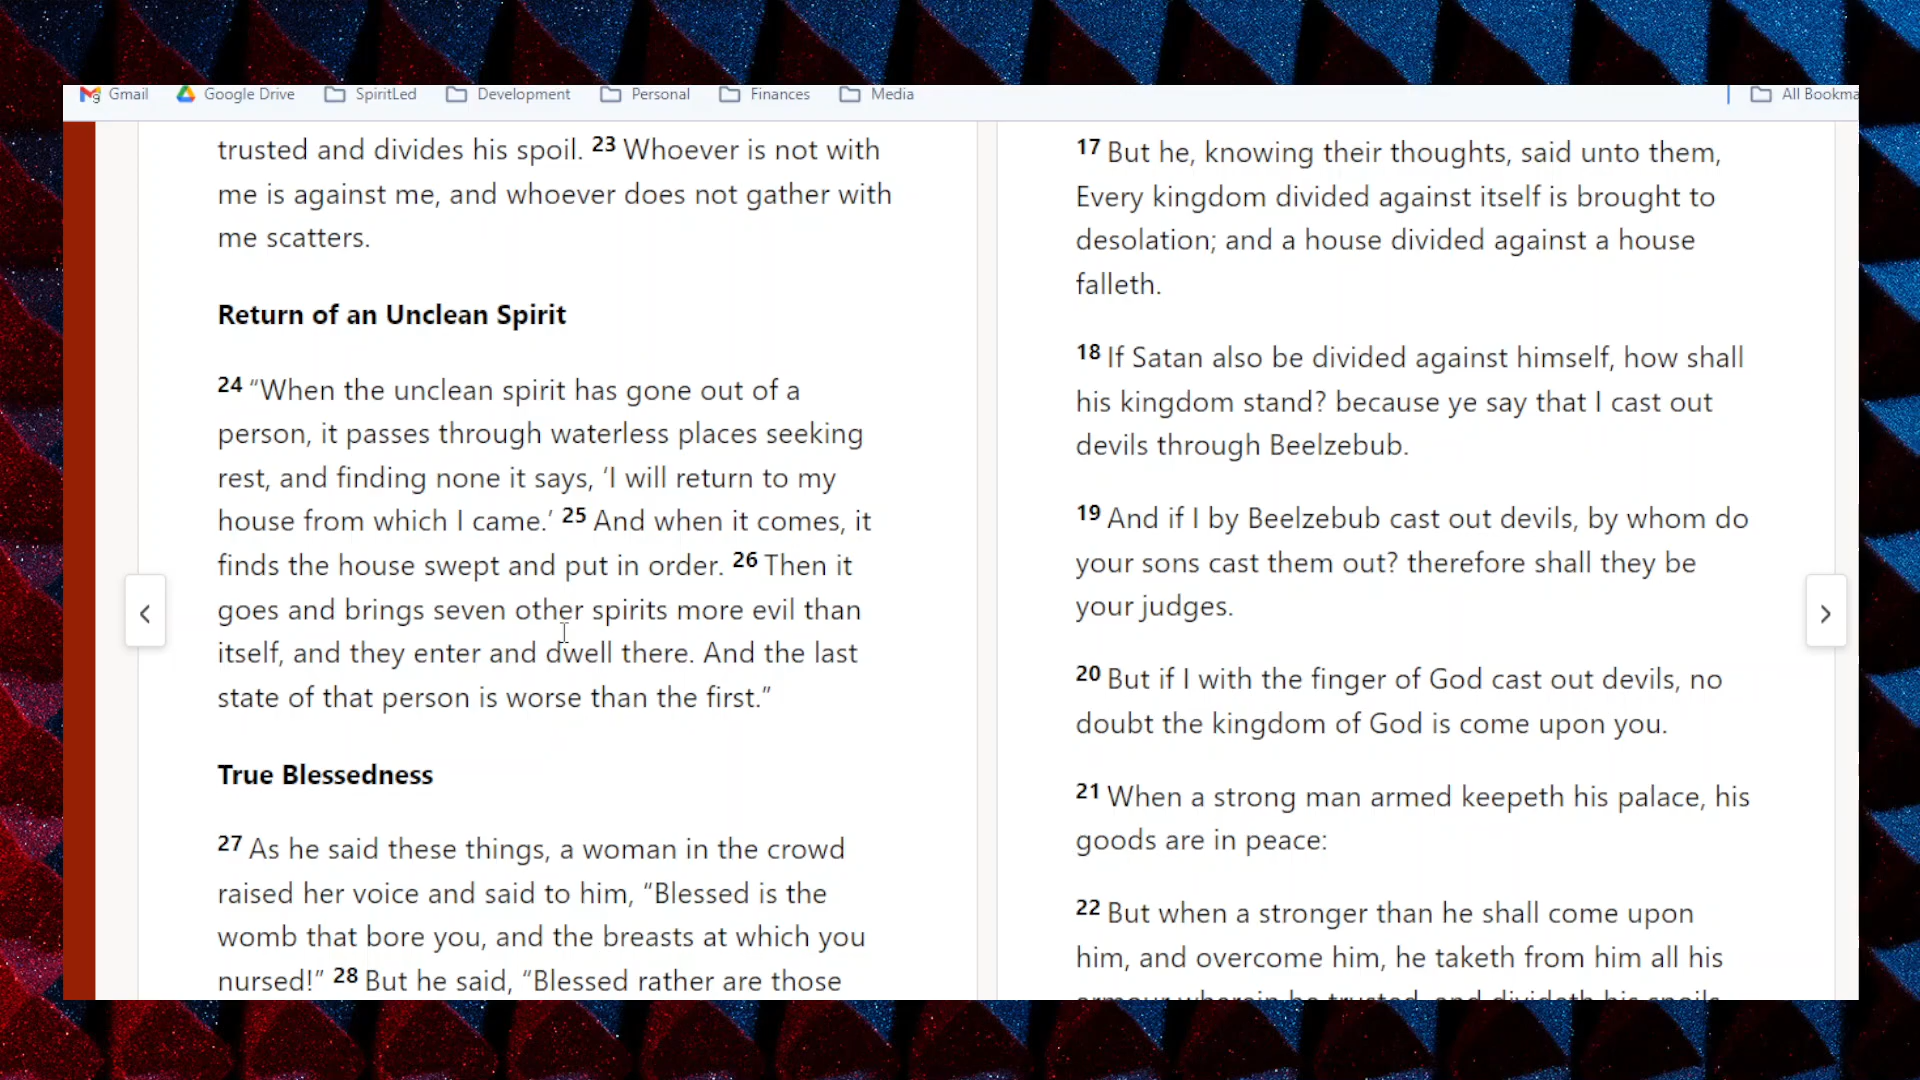 Gmail Google Drive SpiritLed Development Personal Finances Media All Bookma
trusted and divides his spoil. 23 Whoever is not with
me is against me, and whoever does not gather with
me scatters.
Return of an Unclean Spirit
24 “When the unclean spirit has gone out of a
person, it passes through waterless places seeking
rest, and finding none it says, ‘I will return to my
house from which I came.’ 25 And when it comes, it
finds the house swept and put in order. 26 Then it
goes and brings seven other spirits more evil than
itself, and they enter and dwell there. And the last
state of that person is worse than the first.”
True Blessedness
27 As he said these things, a woman in the crowd
raised her voice and said to him, “Blessed is the
womb that bore you, and the breasts at which you
nursed!” 28 But he said, “Blessed rather are those
17 But he, knowing their thoughts, said unto them,
Every kingdom divided against itself is brought to
desolation; and a house divided against a house
falleth.
18 If Satan also be divided against himself, how shall
his kingdom stand? because ye say that I cast out
devils through Beelzebub.
19 And if I by Beelzebub cast out devils, by whom do
your sons cast them out? therefore shall they be
your judges.
20 But if I with the finger of God cast out devils, no
doubt the kingdom of God is come upon you.
21 When a strong man armed keepeth his palace, his
goods are in peace:
22 But when a stronger than he shall come upon
him, and overcome him, he taketh from him all his
armour wherein he trusted, and divideth his spoils.